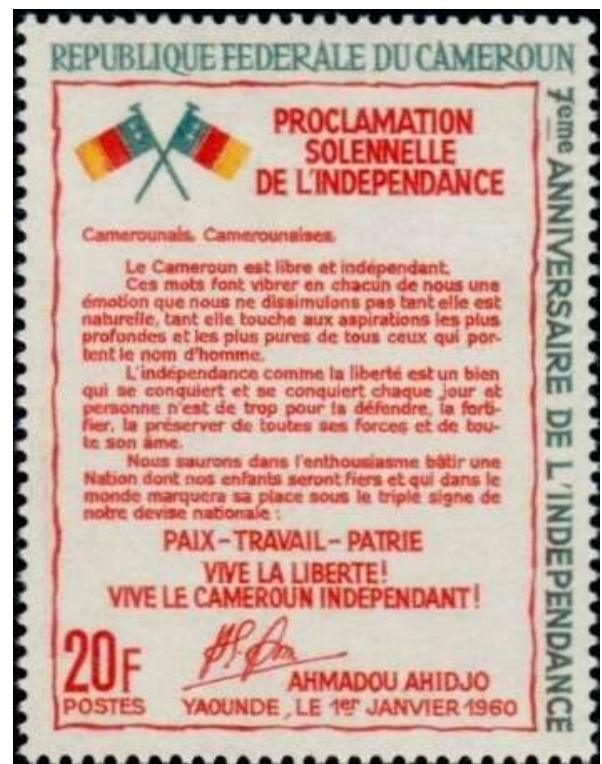 REPUBLIQUE FEDERALE DU CAMEROUN
7eme ANNIVERSAIRE DE L'INDEPENDANCE
PROCLAMATION
SOLENNELLE
DE L'INDEPENDANCE
Camerounais, Camerounaises,
Le Cameroun est libre et indépendant.
Ces mots font vibrer en chacun de nous une
émotion que nous ne dissimulons pas tant elle est
naturelle, tant elle touche aux aspirations les plus
profondes et les plus pures de tous ceux qui por-
tent le nom d'homme.
L'indépendance comme la liberté est un bien
qui se conquiert et se conquiert chaque jour et
personne n'est de trop pour la défendre, la forti-
fier, la préserver de toutes ses forces et de tou-
te son âme.
Nous saurons dans l'enthousiasme bâtir une
Nation dont nos enfants seront fiers et qui dans le
monde marquera sa place sous le triple signe de
notre devise nationale :
PAIX-TRAVAIL-PATRIE
VIVE LA LIBERTE!
VIVE LE CAMEROUN INDEPENDANT!
20F
POSTES
AHMADOU AHIDJO
YAOUNDE, LE 1er JANVIER 1960